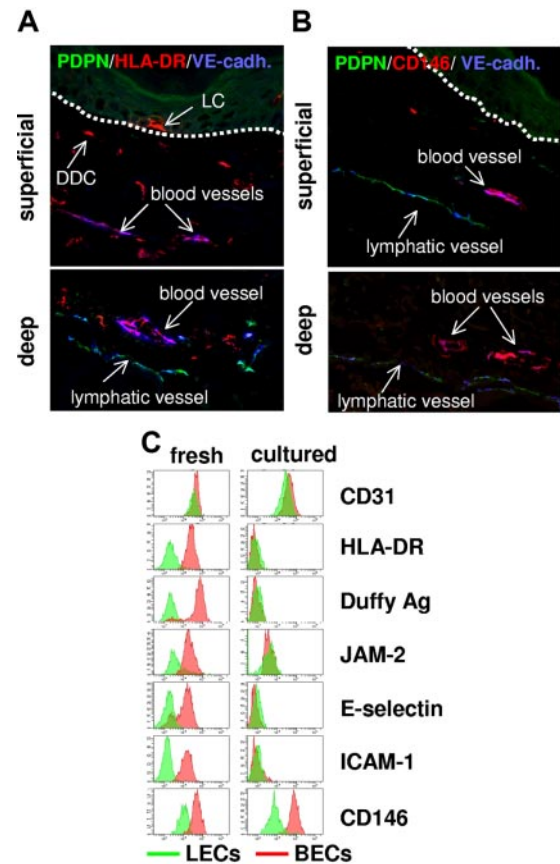 A
PDPN/HLA-DR/VE-cadh.
superficial
LC
DDC
blood vessels
deep
blood vessel
lymphatic vessel
B
PDPN/CD146/ VE-cadh.
superficial
blood vessel
lymphatic vessel
deep
blood vessels
lymphatic vessel
C
fresh cultured
CD31
HLA-DR
Duffy Ag
JAM-2
E-selectin
ICAM-1
CD146
LECs BECs